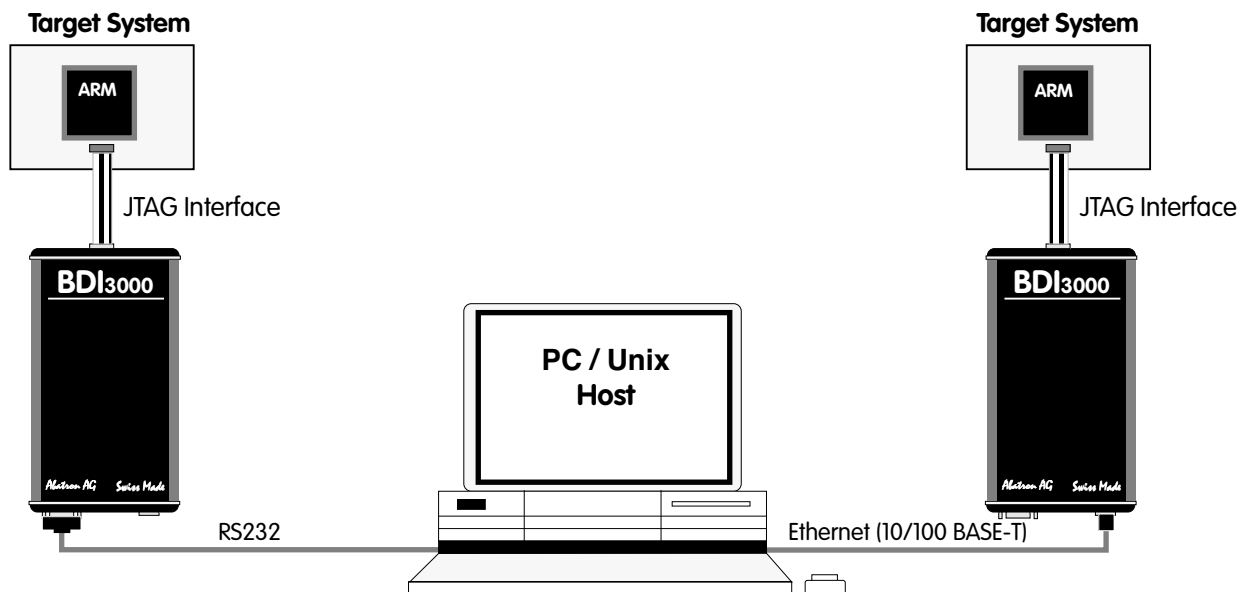 Target System
Target System
ARM
ARM
JTAG Interface
JTAG Interface
BDI3000
BDI3000
PC / Unix
Host
Abatron AG Swiss Made
Abatron AG Swiss Made
RS232
Ethernet (10/100 BASE-T)